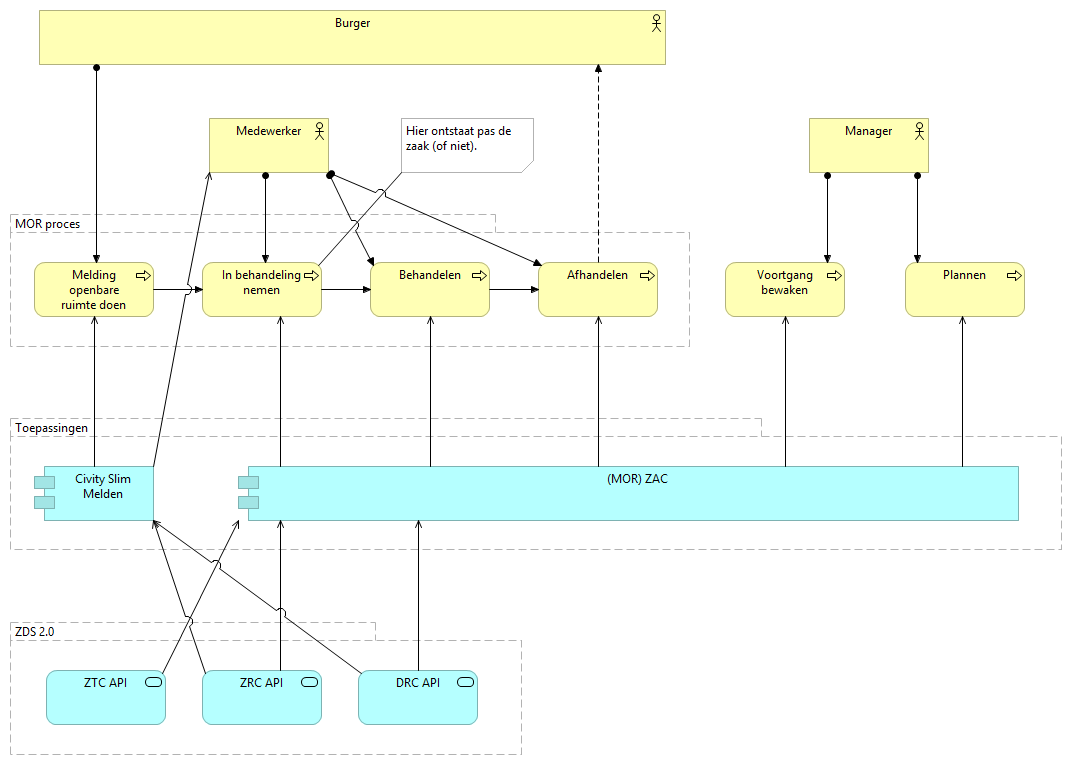 Burger
Medewerker
Hier ontstaat pas de
zaak (of niet).
Manager
MOR proces
Melding
openbare
ruimte doen
In behandeling
nemen
Behandelen
Afhandelen
Voortgang
bewaken
Plannen
Toepassingen
Civity Slim
Melden
(MOR) ZAC
ZDS 2.0
ZTC API
ZRC API
DRC API